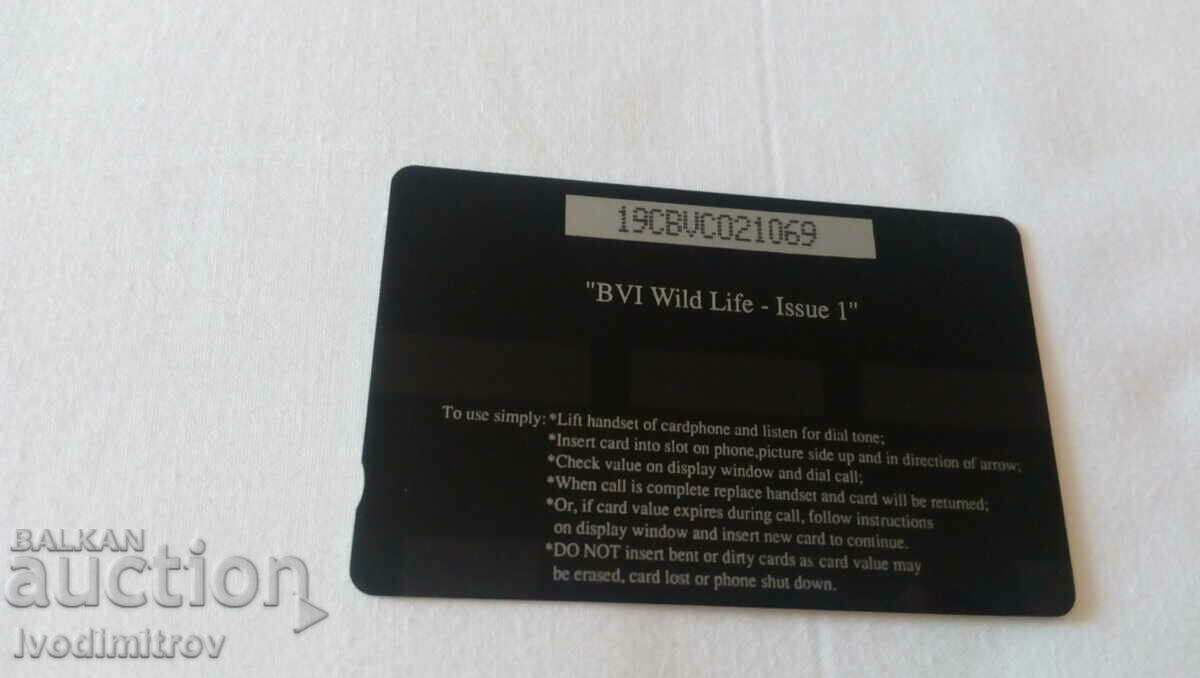 19CBVC021069
"BVI Wild Life - Issue 1"
To use simply: *Lift handset of cardphone and listen for dial tone;
*Insert card into slot on phone,picture side up and in direction of arrow;
*Check value on display window and dial call;
*When call is complete replace handset and card will be returned;
*Or, if card value expires during call, follow instructions
on display window and insert new card to continue.
*DO NOT insert bent or dirty cards as card value may
be erased, card lost or phone shut down.
BALKAN
auction
Ivodimitrov